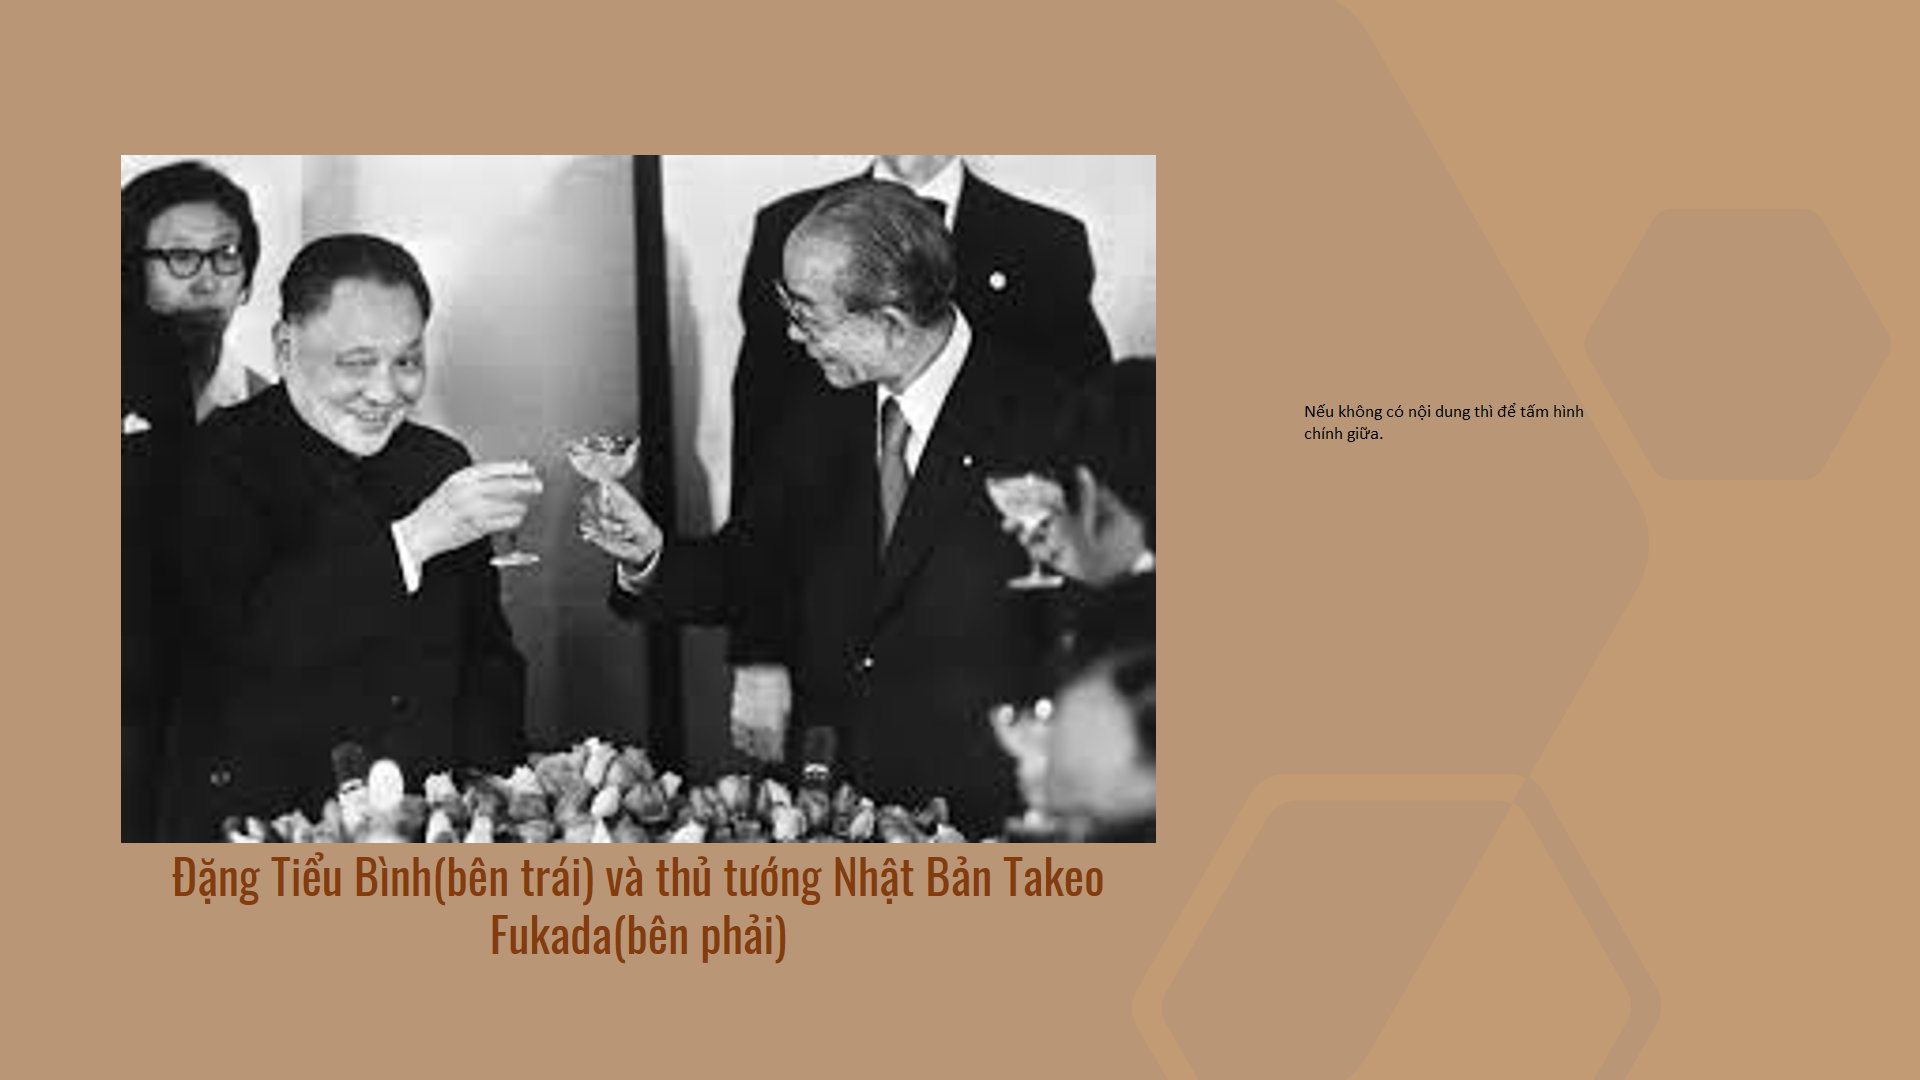 Nếu không có nội dung thì để tấm hình
chính giữa.
Đặng Tiểu Bình(bên trái) và thủ tướng Nhật Bản Takeo
Fukada(bên phải)